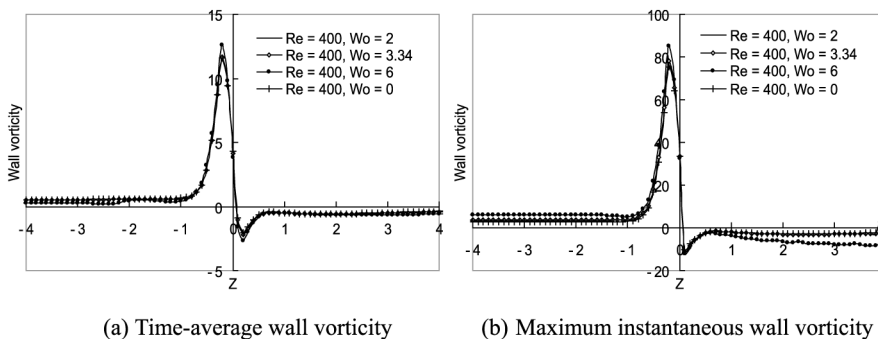 15
10
5
0
-5
-4
-3
-2
-1
0
1
2
3
4
Z
Wall vorticity
Re = 400, Wo = 2
Re = 400, Wo = 3.34
Re = 400, Wo = 6
Re = 400, Wo = 0
(a) Time-average wall vorticity
100
80
60
40
20
0
-20
-4
-3
-2
-1
0
1
2
3
Z
Wall vorticity
Re = 400, Wo = 2
Re = 400, Wo = 3.34
Re = 400, Wo = 6
Re = 400, Wo = 0
(b) Maximum instantaneous wall vorticity